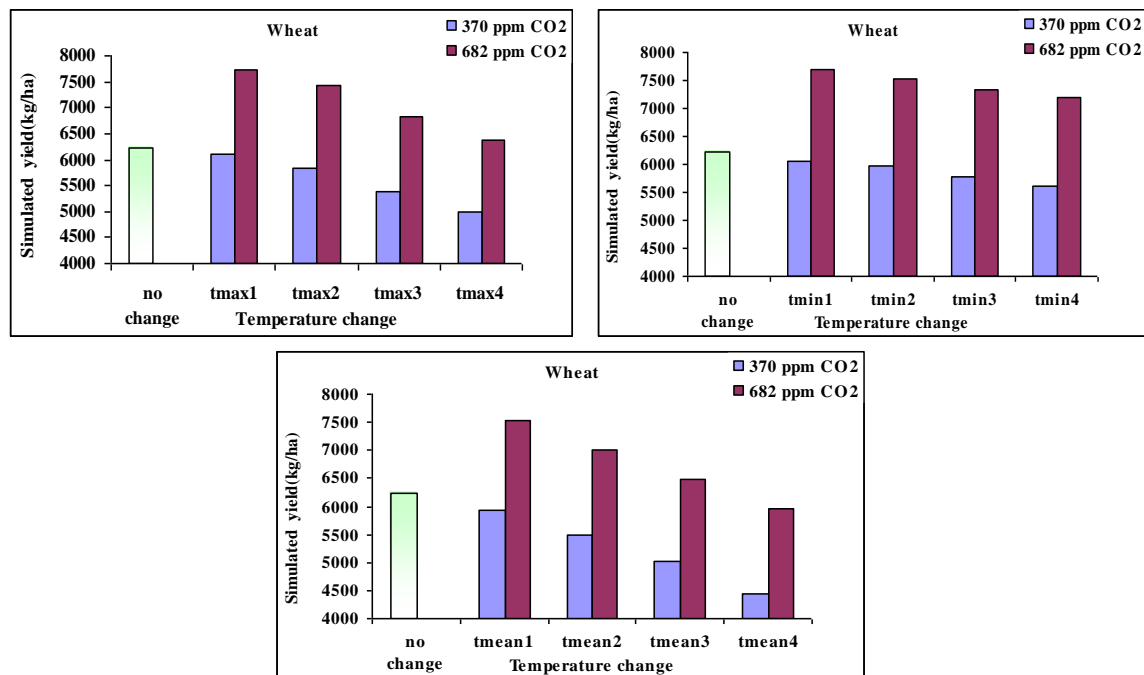 Wheat
370 ppm CO2
682 ppm CO2
Simulated yield(kg/ha)
8000
7500
7000
6500
6000
5500
5000
4500
4000
no change
tmax1
tmax2
tmax3
tmax4
Temperature change
Wheat
370 ppm CO2
682 ppm CO2
Simulated yield(kg/ha)
8000
7500
7000
6500
6000
5500
5000
4500
4000
no change
tmin1
tmin2
tmin3
tmin4
Temperature change
Wheat
370 ppm CO2
682 ppm CO2
Simulated yield(kg/ha)
8000
7500
7000
6500
6000
5500
5000
4500
4000
no change
tmean1
tmean2
tmean3
tmean4
Temperature change